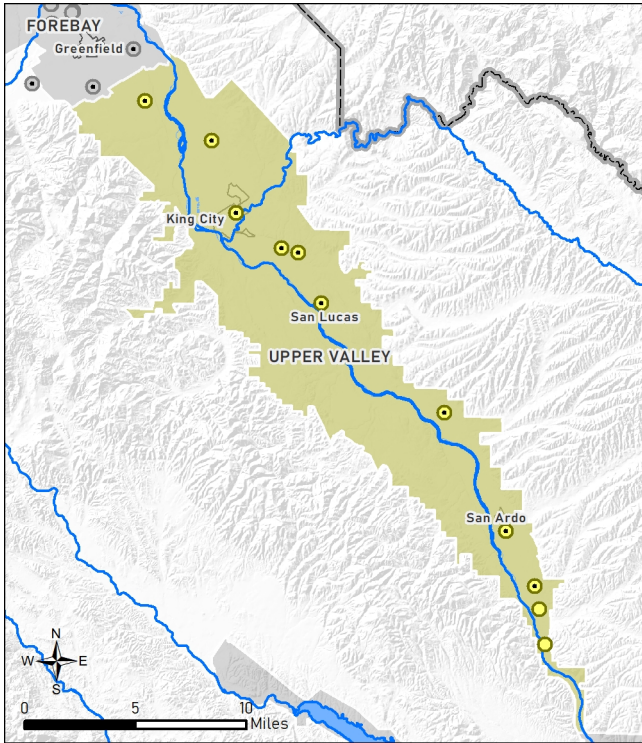 FOREBAY
Greenfield
King City
San Lucas
UPPER VALLEY
San Ardo
N
W E
S
0 5 10
Miles